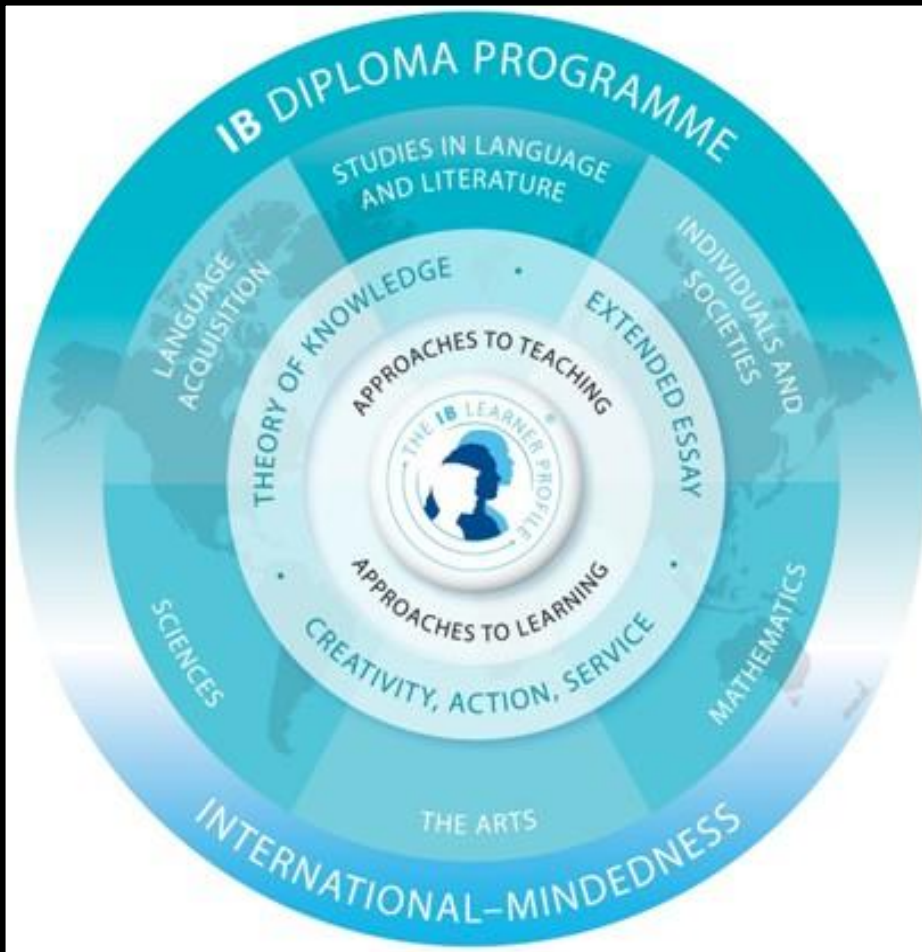 IB DIPLOMA PROGRAMME
STUDIES IN LANGUAGE
AND LITERATURE
LANGUAGE
ACQUISITION
INDIVIDUALS AND
SOCIETIES
THEORY OF KNOWLEDGE
EXTENDED ESSAY
APPROACHES TO TEACHING
THE IB LEARNER PROFILE ®
APPROACHES TO LEARNING
CREATIVITY, ACTION, SERVICE
SCIENCES
MATHEMATICS
THE ARTS
INTERNATIONAL–MINDEDNESS